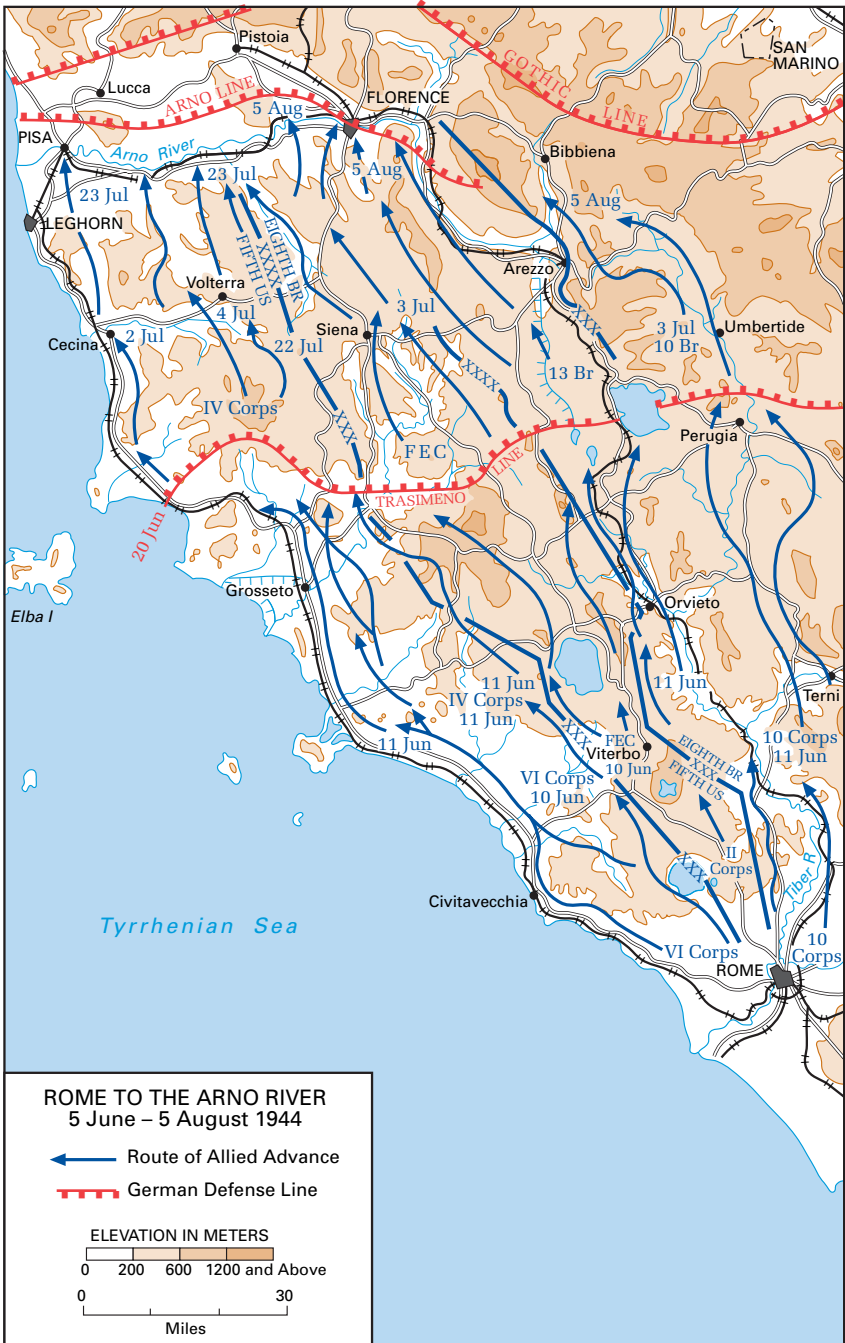 Pistoia
SAN
MARINO
GOTHIC
LINE
Lucca
ARNO LINE
5 Aug
FLORENCE
PISA
Arno River
5 Aug
Bibbiena
23 Jul
23 Jul
5 Aug
LEGHORN
EIGHTH BR
XXXX
FIFTH US
Arezzo
Volterra
4 Jul
3 Jul
XXX
3 Jul
10 Br
Umbertide
Cecina
2 Jul
Siena
22 Jul
XXXX
13 Br
IV Corps
XXX
FEC
Perugia
TRASIMENO
LINE
20 Jun
Elba I
Grosseto
Orvieto
11 Jun
IV Corps
11 Jun
11 Jun
Terni
11 Jun
XXX
FEC
Viterbo
10 Jun
EIGHTH BR
XXX
FIFTH US
10 Corps
11 Jun
VI Corps
10 Jun
II
Corps
XXX
Tiber R
Civitavecchia
Tyrrhenian Sea
VI Corps
10
Corps
ROME
ROME TO THE ARNO RIVER
5 June – 5 August 1944
Route of Allied Advance
German Defense Line
ELEVATION IN METERS
0 200 600 1200 and Above
0 30
Miles